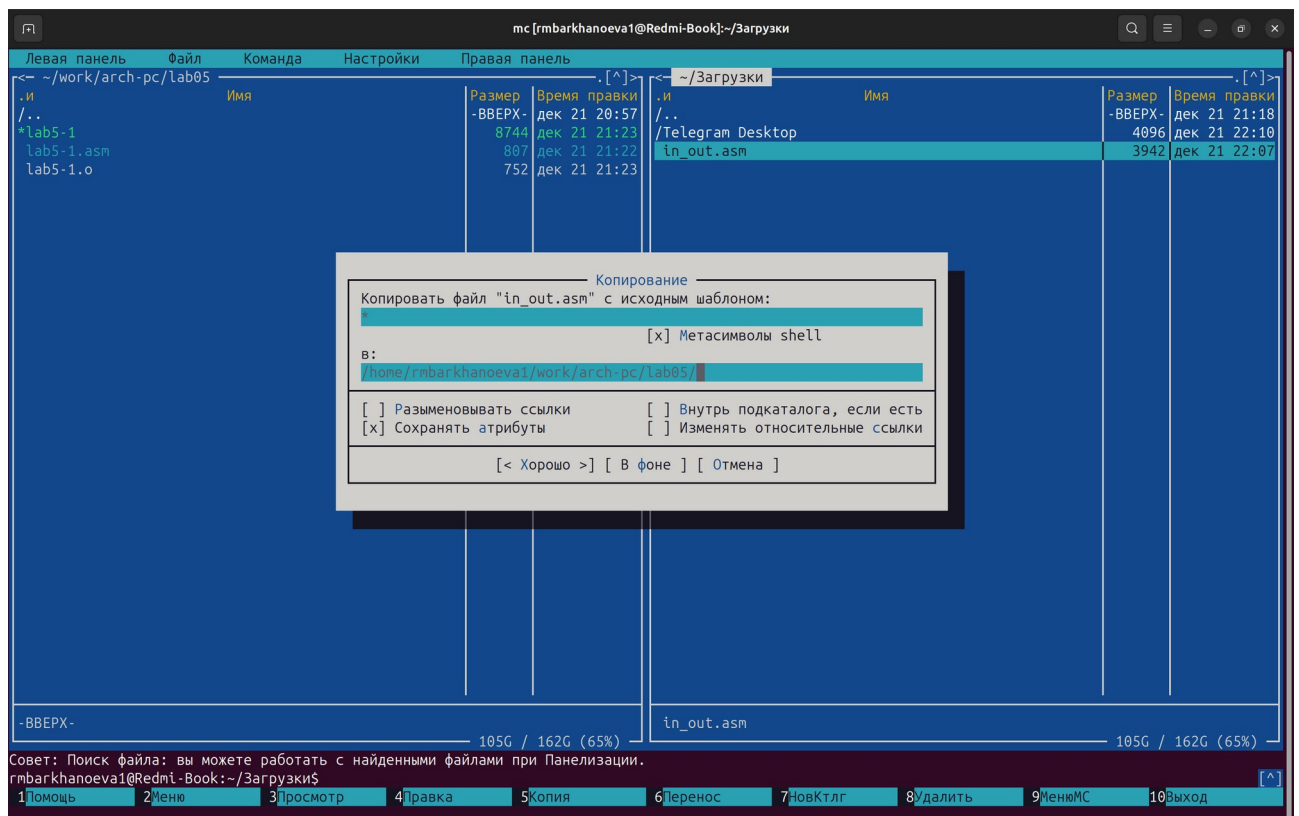 mc [rmbarkhanoeva1@Redmi-Book]:~/Загрузки
Левая панель Файл Команда Настройки Правая панель
<— ~/work/arch-pc/lab05 .[^]> <— ~/Загрузки .[^]>
.и Имя Размер Время правки .и Имя Размер Время правки
/.. -ВВЕРХ- дек 21 20:57 /.. -ВВЕРХ- дек 21 21:18
*lab5-1 8744 дек 21 21:23 /Telegram Desktop 4096 дек 21 22:10
lab5-1.asm 807 дек 21 21:22 in_out.asm 3942 дек 21 22:07
lab5-1.o 752 дек 21 21:23
Копирование
Копировать файл "in_out.asm" с исходным шаблоном:
*
[x] Метасимволы shell
в:
/home/rmbarkhanoeva1/work/arch-pc/lab05/
[ ] Разыменовывать ссылки [ ] Внутрь подкаталога, если есть
[x] Сохранять атрибуты [ ] Изменять относительные ссылки
[< Хорошо >] [ В фоне ] [ Отмена ]
-ВВЕРХ- in_out.asm
105G / 162G (65%) 105G / 162G (65%)
Совет: Поиск файла: вы можете работать с найденными файлами при Панелизации.
rmbarkhanoeva1@Redmi-Book:~/Загрузки$ [^]
1Помощь 2Меню 3Просмотр 4Правка 5Копия 6Перенос 7НовКтлг 8Удалить 9МенюМС 10Выход